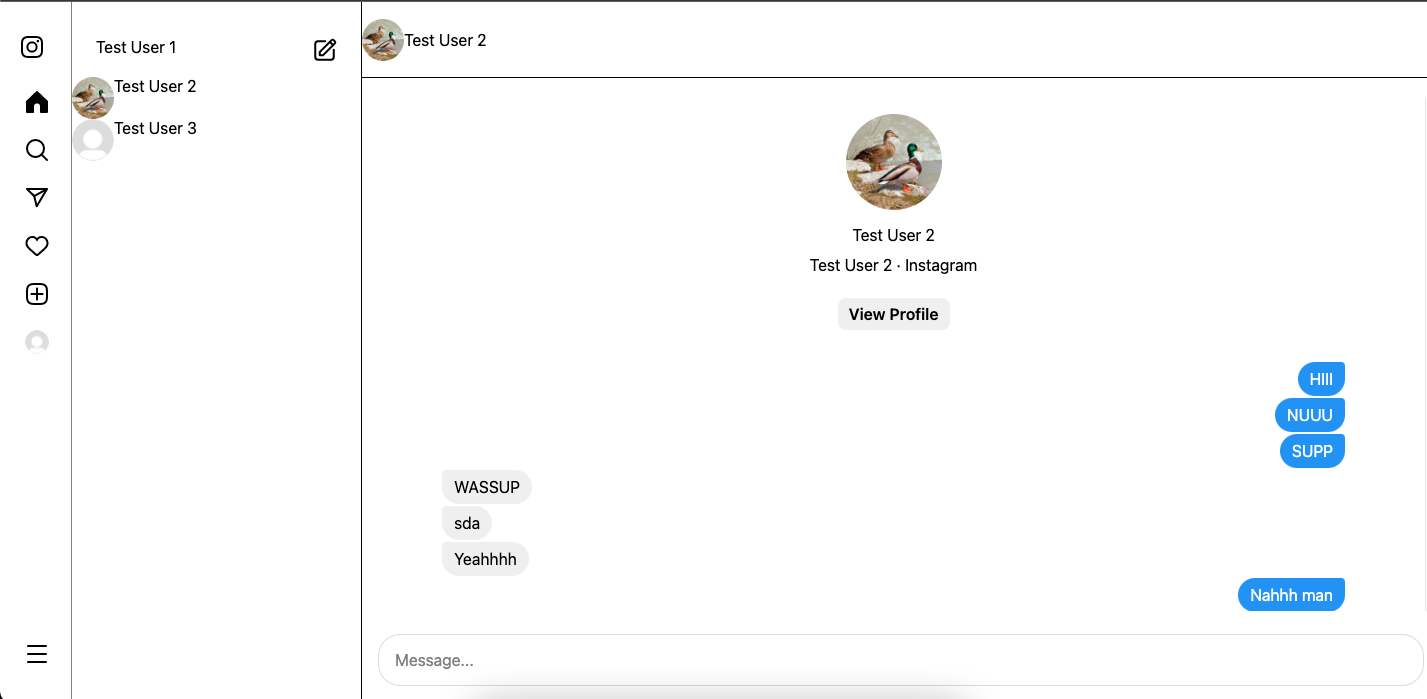 Test User 1
Test User 2
Test User 3
Test User 2
Test User 2
Test User 2 · Instagram
View Profile
HIII
NUUU
SUPP
WASSUP
sda
Yeahhhh
Nahhh man
Message...